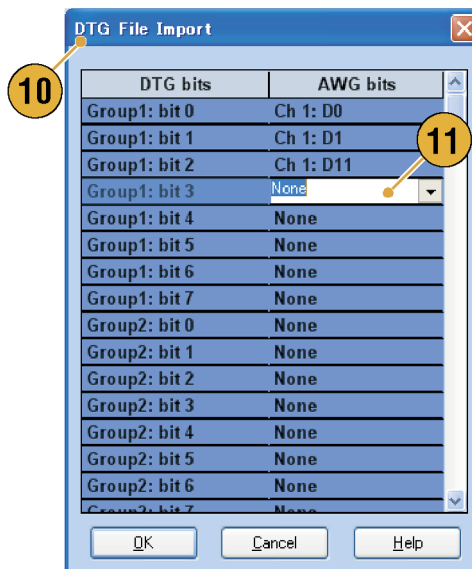 DTG File Import
10
DTG bits AWG bits
Group1: bit 0 Ch 1: D0
Group1: bit 1 Ch 1: D1
11
Group1: bit 2 Ch 1: D11
Group1: bit 3 None
Group1: bit 4 None
Group1: bit 5 None
Group1: bit 6 None
Group1: bit 7 None
Group2: bit 0 None
Group2: bit 1 None
Group2: bit 2 None
Group2: bit 3 None
Group2: bit 4 None
Group2: bit 5 None
Group2: bit 6 None
Group2: bit 7 None
OK Cancel Help